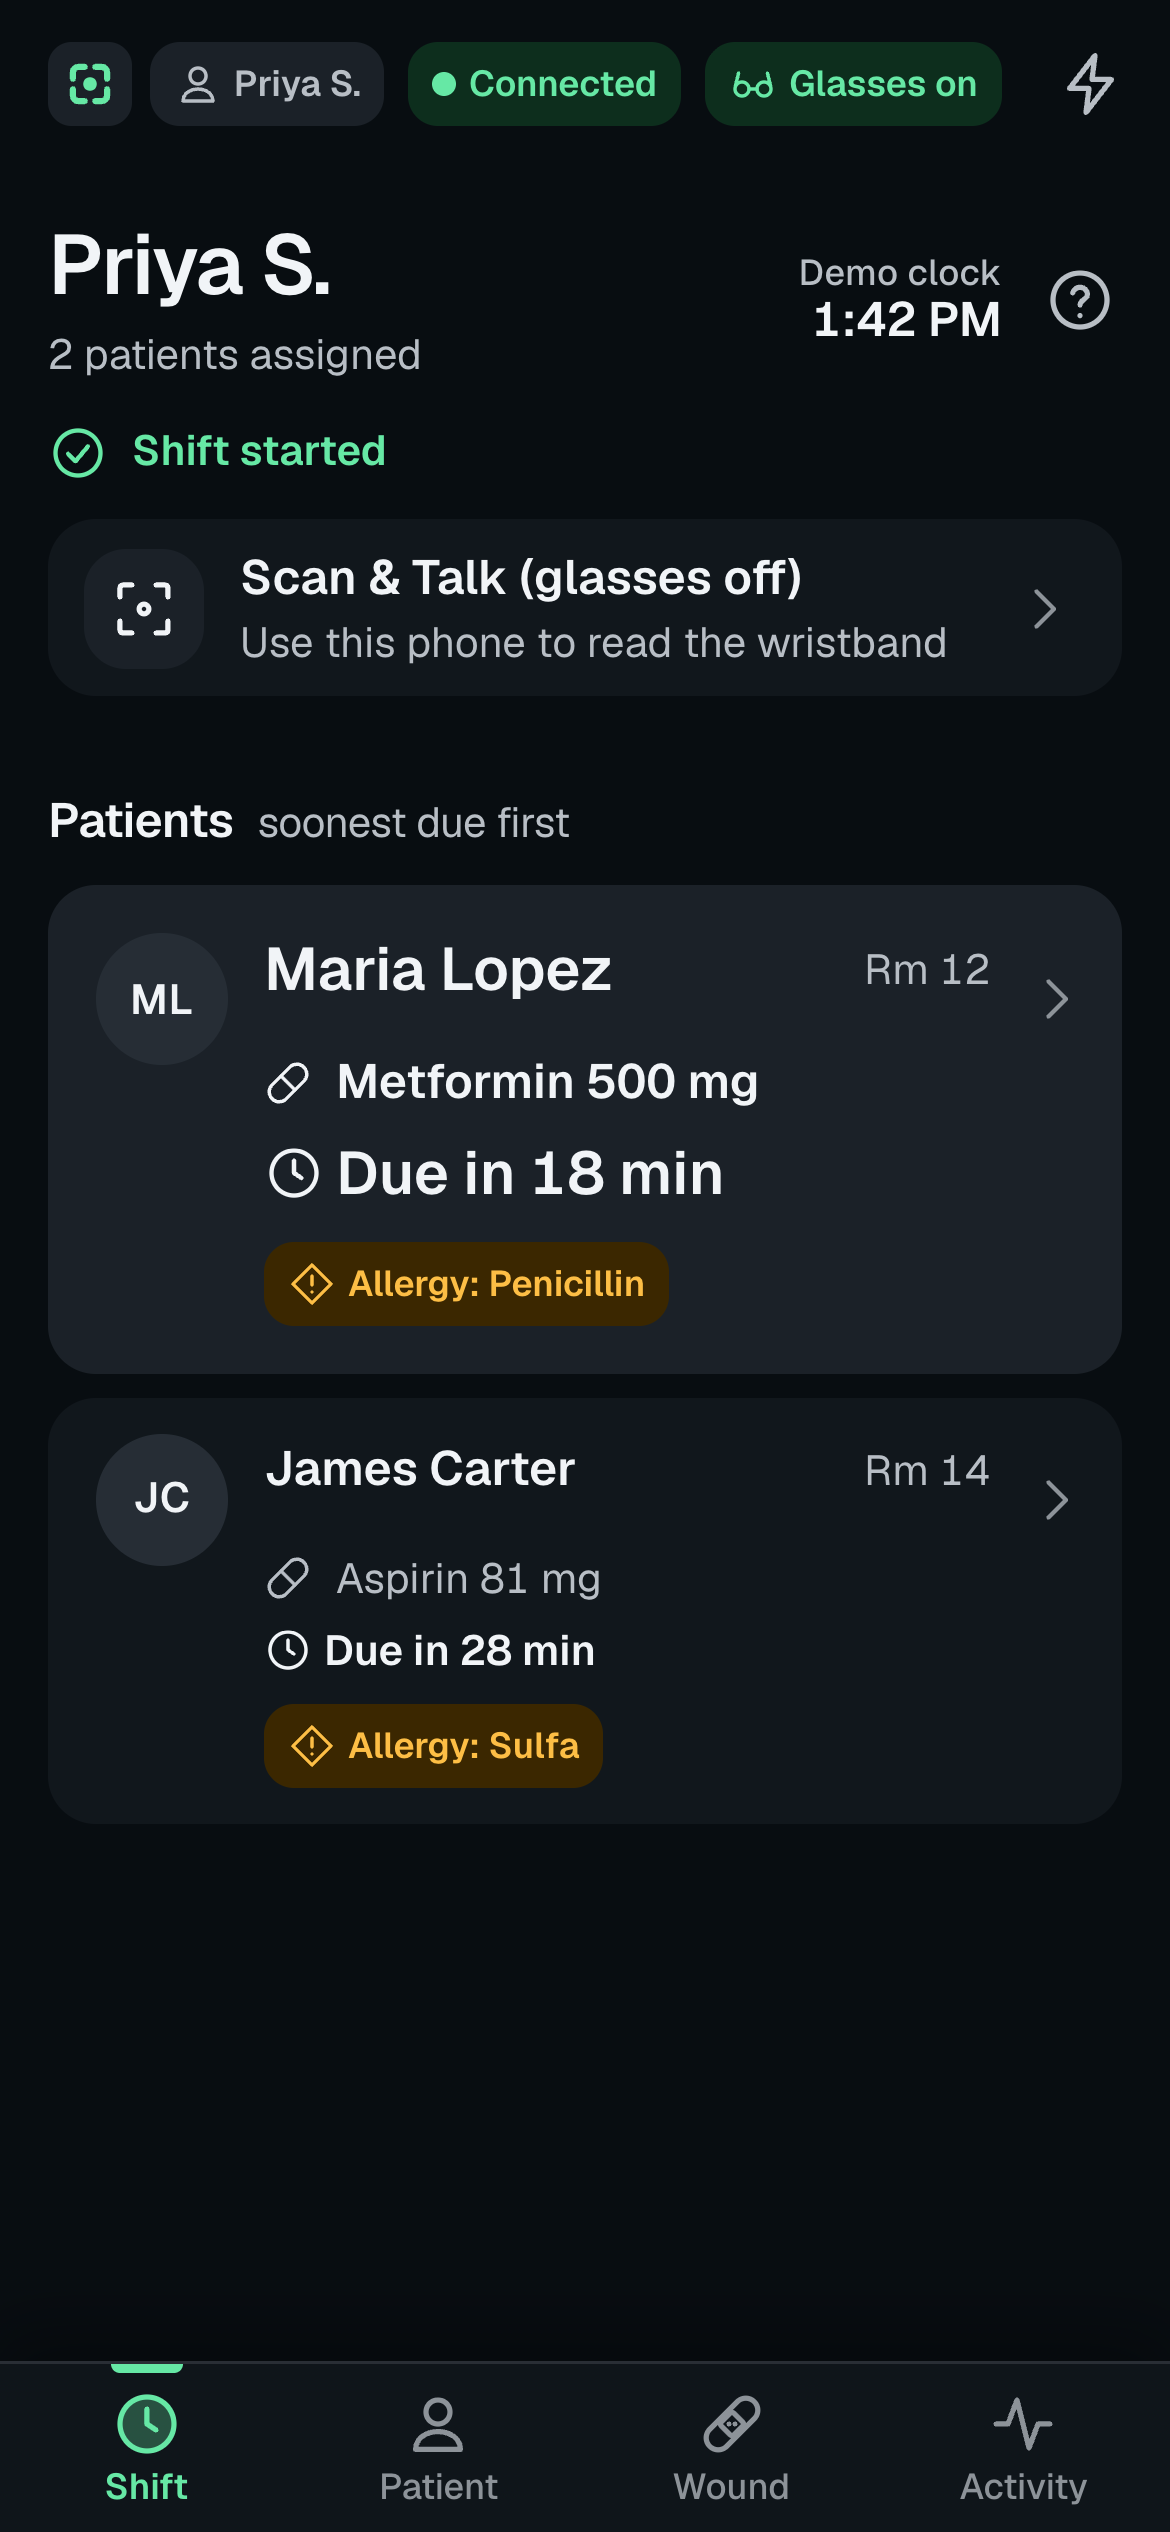 Priya S.
Connected
Glasses on
Priya S.
2 patients assigned
Demo clock
1:42 PM
Shift started
Scan & Talk (glasses off)
Use this phone to read the wristband
Patients soonest due first
ML
Maria Lopez
Rm 12
Metformin 500 mg
Due in 18 min
Allergy: Penicillin
JC
James Carter
Rm 14
Aspirin 81 mg
Due in 28 min
Allergy: Sulfa
Shift
Patient
Wound
Activity